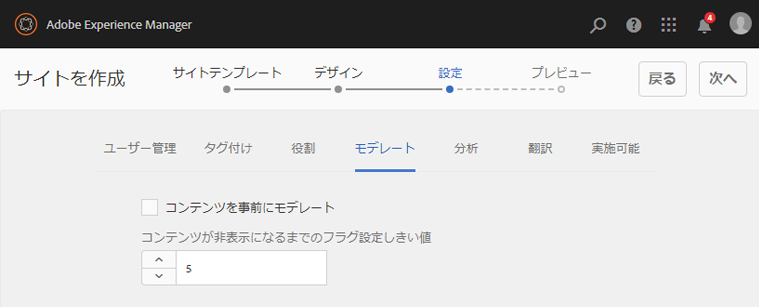 Adobe Experience Manager
4
サイトを作成
サイトテンプレート デザイン 設定 プレビュー
戻る 次へ
ユーザー管理 タグ付け 役割 モデレート 分析 翻訳 実施可能
コンテンツを事前にモデレート
コンテンツが非表示になるまでのフラグ設定しきい値
5